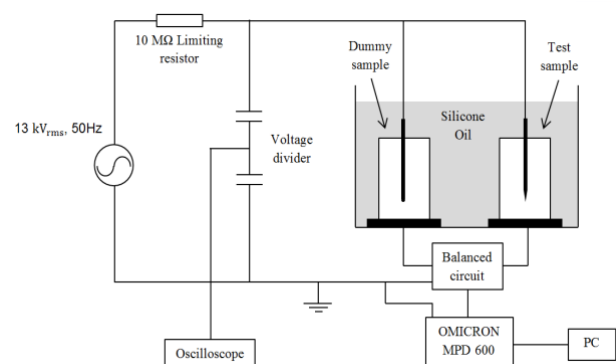 10 MΩ Limiting
resistor
Dummy
sample
Test
sample
Silicone
Oil
13 kVrms, 50Hz
Voltage
divider
Balanced
circuit
OMICRON
MPD 600
PC
Oscilloscope